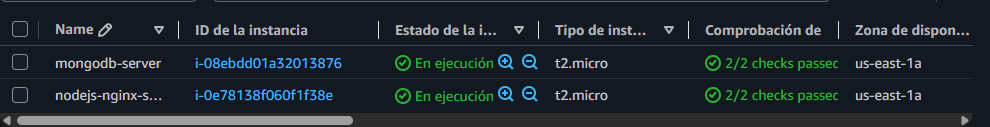 Name ID de la instancia Estado de la i... Tipo de inst... Comprobación de Zona de dispon...
mongodb-server i-08ebdd01a32013876 En ejecución t2.micro 2/2 checks passec us-east-1a
nodejs-nginx-s... i-0e78138f060f1f38e En ejecución t2.micro 2/2 checks passec us-east-1a